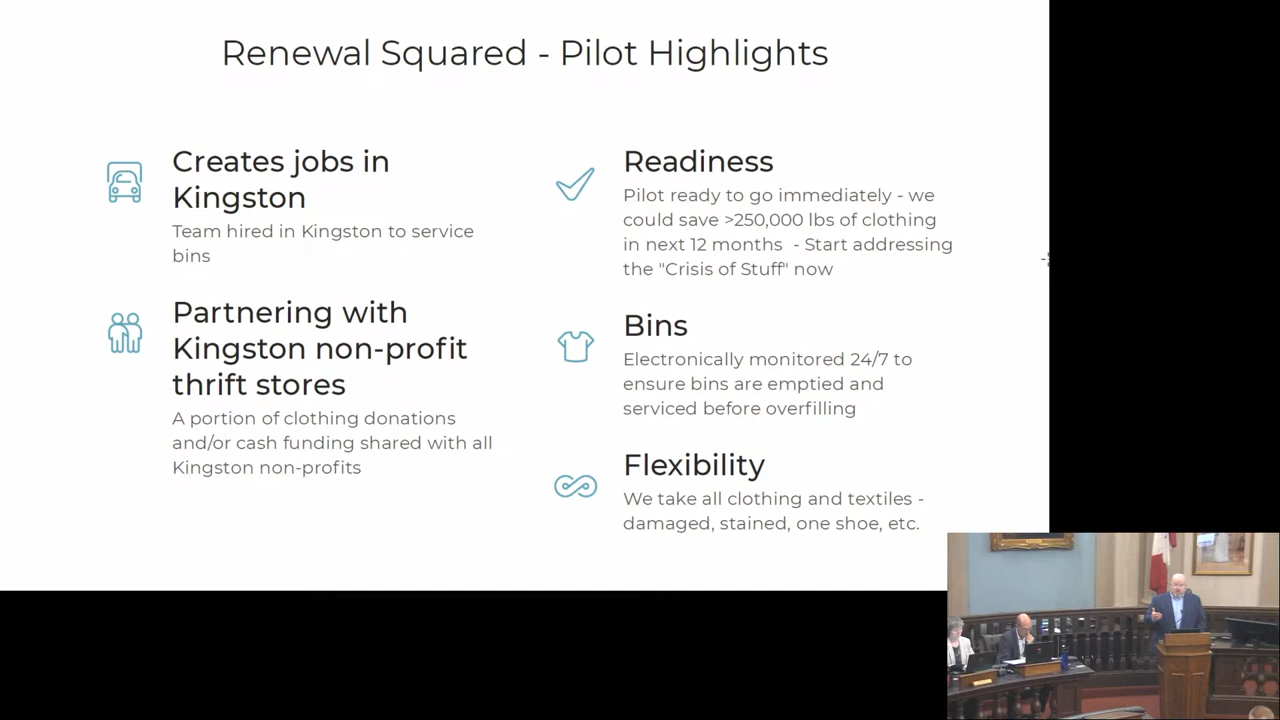 Renewal Squared - Pilot Highlights
Creates jobs in
Kingston
Team hired in Kingston to service
bins
Partnering with
Kingston non-profit
thrift stores
A portion of clothing donations
and/or cash funding shared with all
Kingston non-profits
Readiness
Pilot ready to go immediately - we
could save >250,000 lbs of clothing
in next 12 months - Start addressing
the "Crisis of Stuff" now
Bins
Electronically monitored 24/7 to
ensure bins are emptied and
serviced before overfilling
Flexibility
We take all clothing and textiles -
damaged, stained, one shoe, etc.